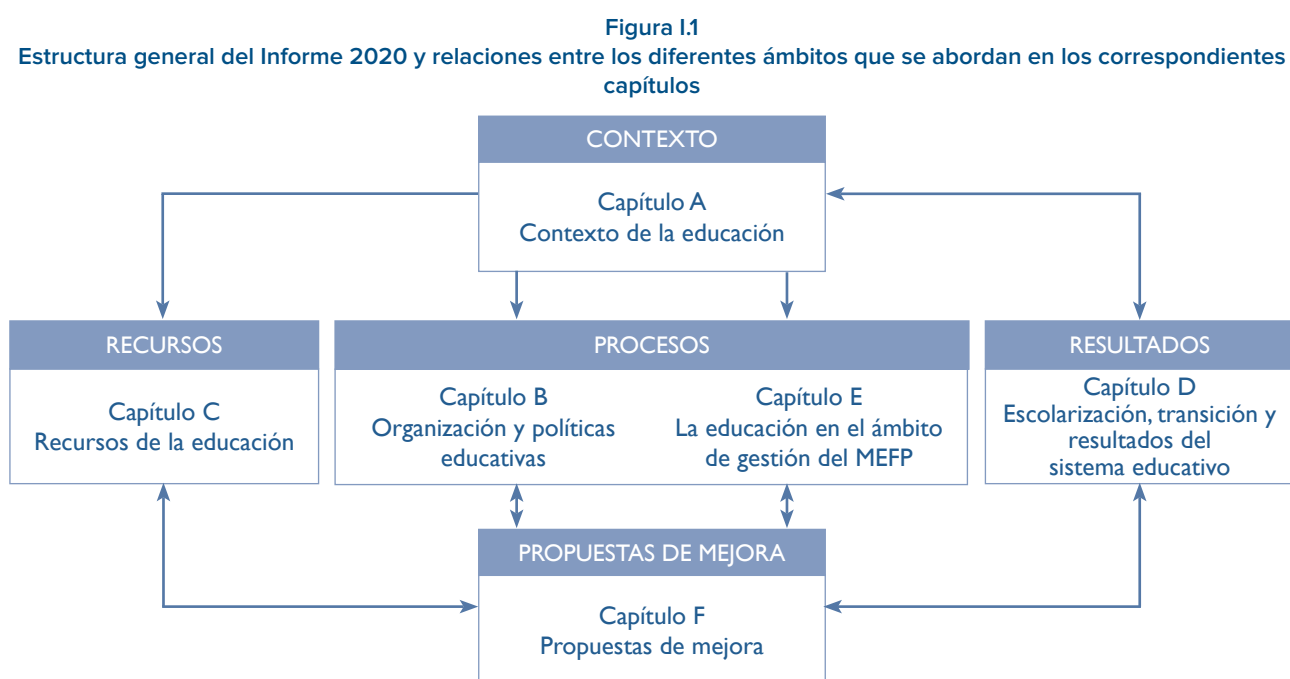 Figura I.1
Estructura general del Informe 2020 y relaciones entre los diferentes ámbitos que se abordan en los correspondientes
capítulos
CONTEXTO
Capítulo A
Contexto de la educación
RECURSOS
Capítulo C
Recursos de la educación
PROCESOS
Capítulo B
Organización y políticas
educativas
Capítulo E
La educación en el ámbito
de gestión del MEFP
RESULTADOS
Capítulo D
Escolarización, transición y
resultados del
sistema educativo
PROPUESTAS DE MEJORA
Capítulo F
Propuestas de mejora